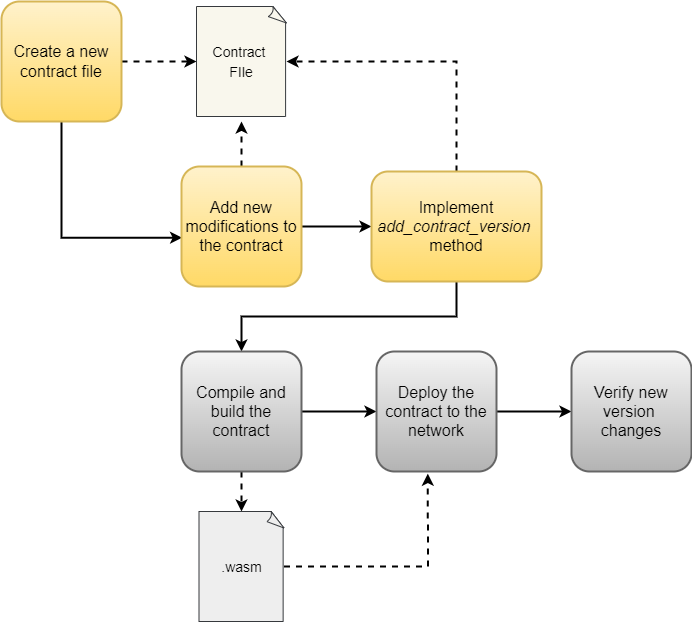 Create a new
contract file
Contract
FIle
Add new
modifications to
the contract
Implement
add_contract_version
method
Compile and
build the
contract
Deploy the
contract to the
network
Verify new
version
changes
.wasm